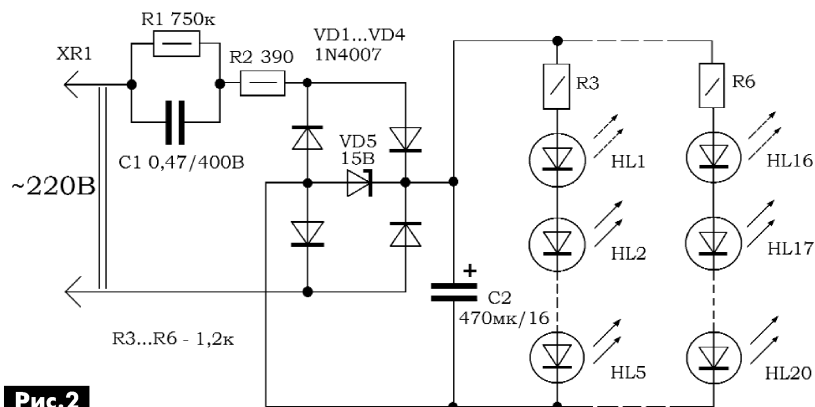 R1 750к
XR1
R2 390
VD1...VD4
1N4007
R3
R6
C1 0,47/400В
VD5
15В
HL1
HL16
~220В
HL2
HL17
+
C2
470мк/16
R3...R6 - 1,2к
HL5
HL20
Рис.2